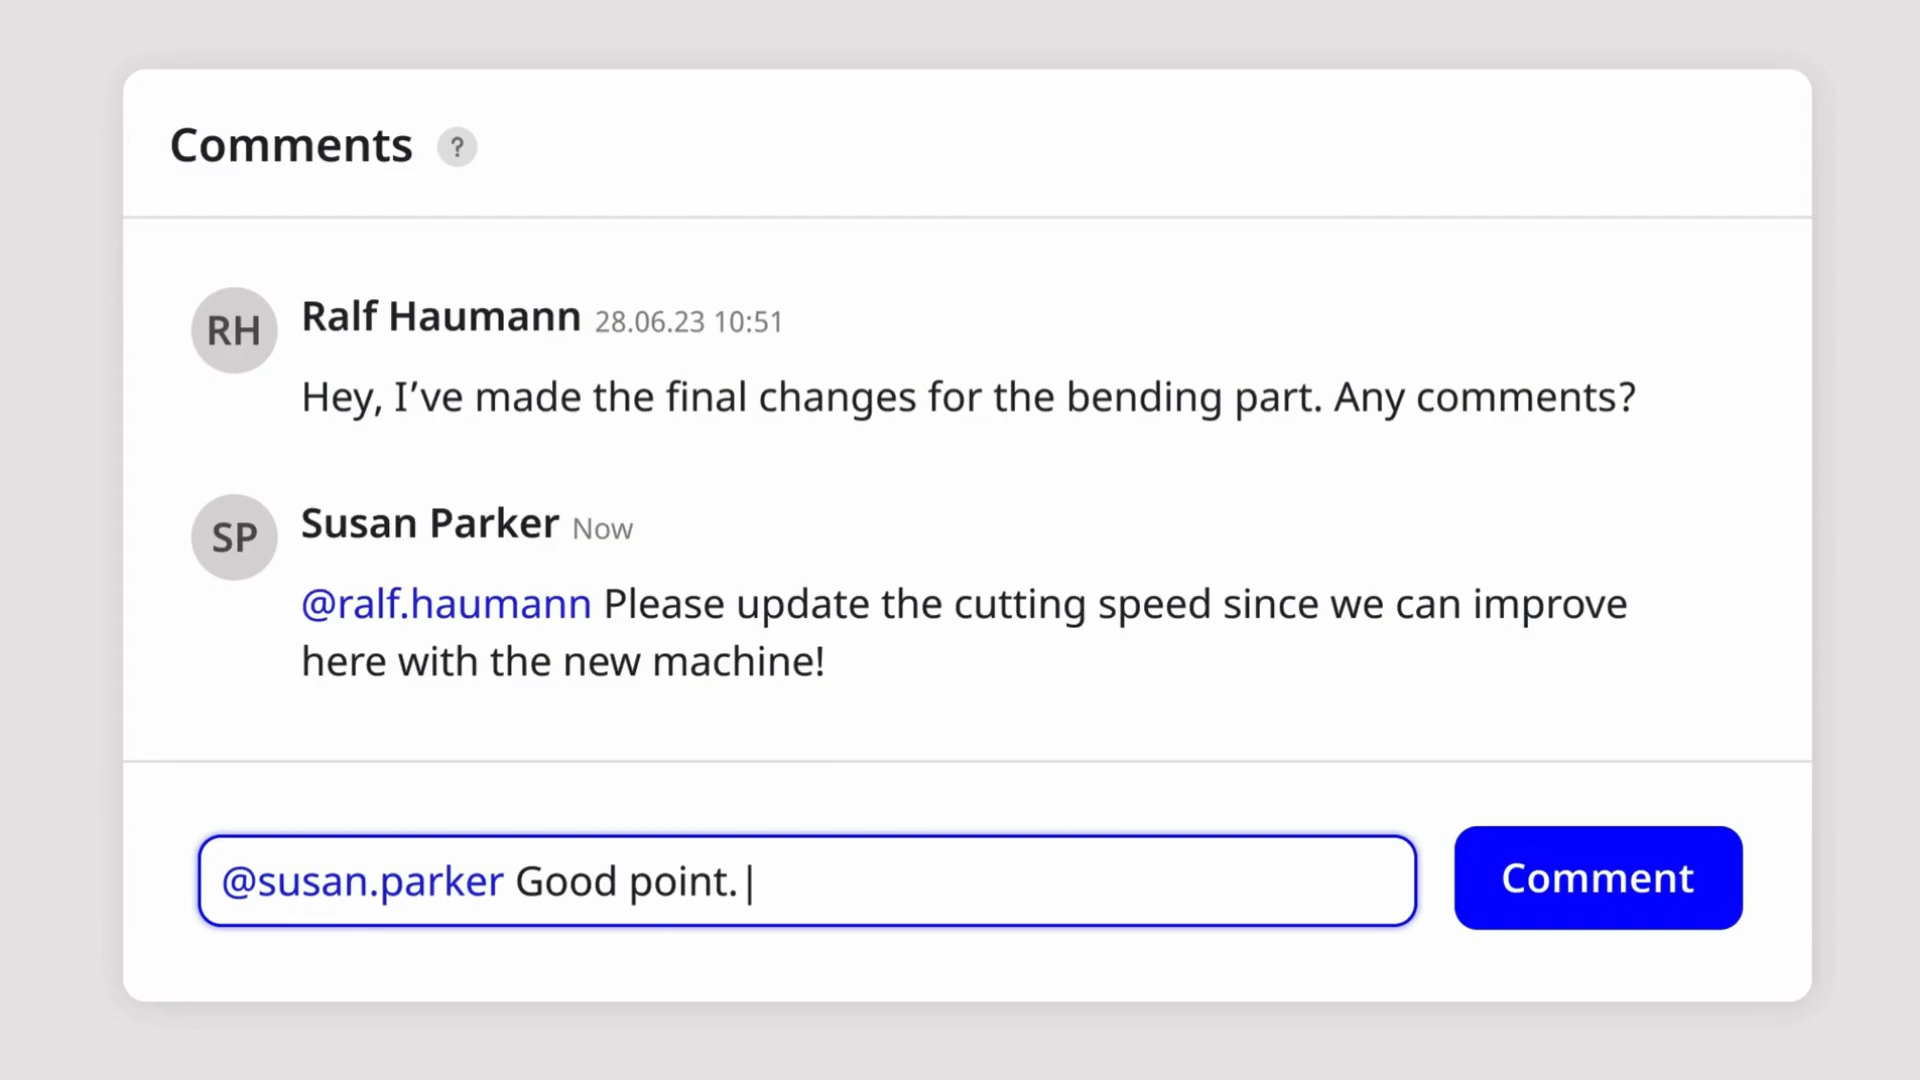 Comments ?
RH Ralf Haumann 28.06.23 10:51
Hey, I’ve made the final changes for the bending part. Any comments?
SP Susan Parker Now
@ralf.haumann Please update the cutting speed since we can improve
here with the new machine!
@susan.parker Good point.
Comment